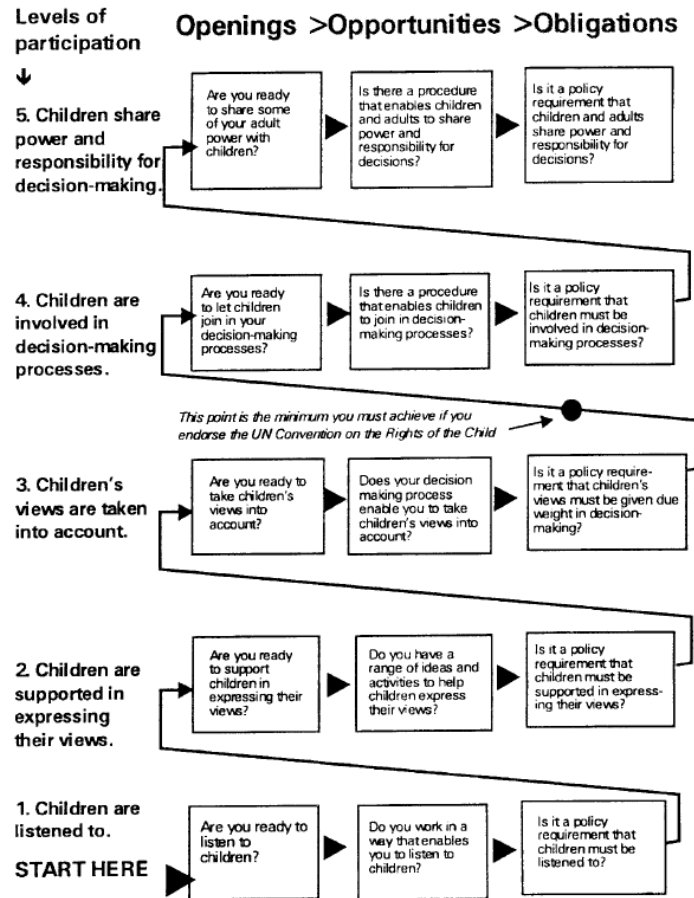 Levels of
participation
Openings >Opportunities >Obligations
5. Children share
power and
responsibility for
decision-making.
Are you ready
to share some
of your adult
power with
children?
Is there a procedure
that enables children
and adults to share
power and
responsibility for
decisions?
Is it a policy
requirement that
children and adults
share power and
responsibility for
decisions?
4. Children are
involved in
decision-making
processes.
Are you ready
to let children
join in your
decision-making
processes?
Is there a procedure
that enables children
to join in decision-
making processes?
Is it a policy
requirement that
children must be
involved in decision-
making processes?
This point is the minimum you must achieve if you
endorse the UN Convention on the Rights of the Child
3. Children's
views are taken
into account.
Are you ready to
take children's
views into
account?
Does your decision
making process
enable you to take
children's views into
account?
Is it a policy require-
ment that children's
views must be given due
weight in decision-
making?
2. Children are
supported in
expressing
their views.
Are you ready
to support
children in
expressing their
views?
Do you have a
range of ideas and
activities to help
children express
their views?
Is it a policy
requirement that
children must be
supported in express-
ing their views?
1. Children are
listened to.
START HERE
Are you ready to
listen to
children?
Do you work in a
way that enables
you to listen to
children?
Is it a policy
requirement that
children must be
listened to?